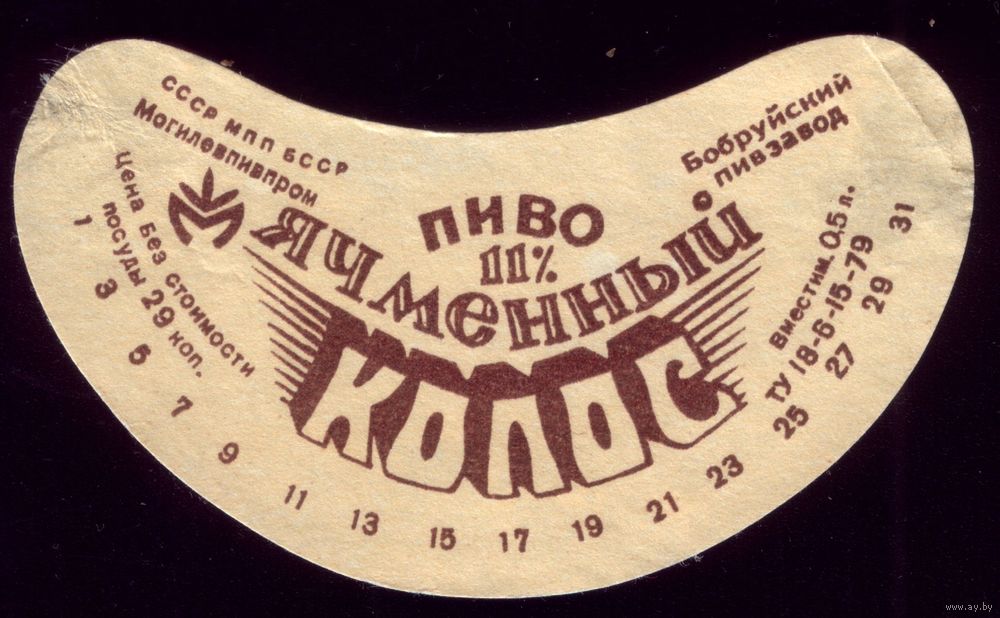 СССР МПП БССР
Могилевпивпром
Бобруйский
пивзавод
Цена без стоимости
посуды 29 коп.
ПИВО
11%
ЯЧМЕННЫЙ
КОЛОС
Вместим. 0,5 л.
ТУ 18-6-15-79
1 3 5 7 9 11 13 15 17 19 21 23 25 27 29 31
www.ay.by